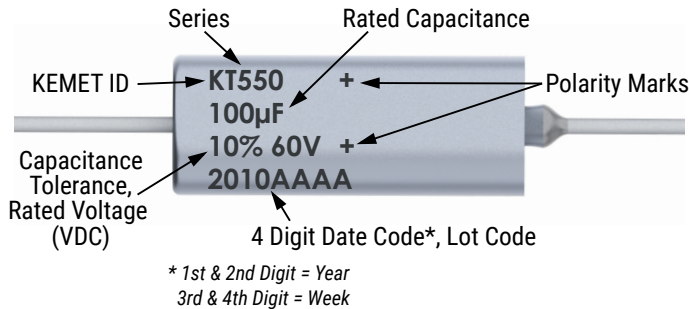 Series
Rated Capacitance
KEMET ID
KT550 +
Polarity Marks
100µF
10% 60V +
2010AAAA
Capacitance
Tolerance,
Rated Voltage
(VDC)
4 Digit Date Code*, Lot Code
* 1st & 2nd Digit = Year
3rd & 4th Digit = Week